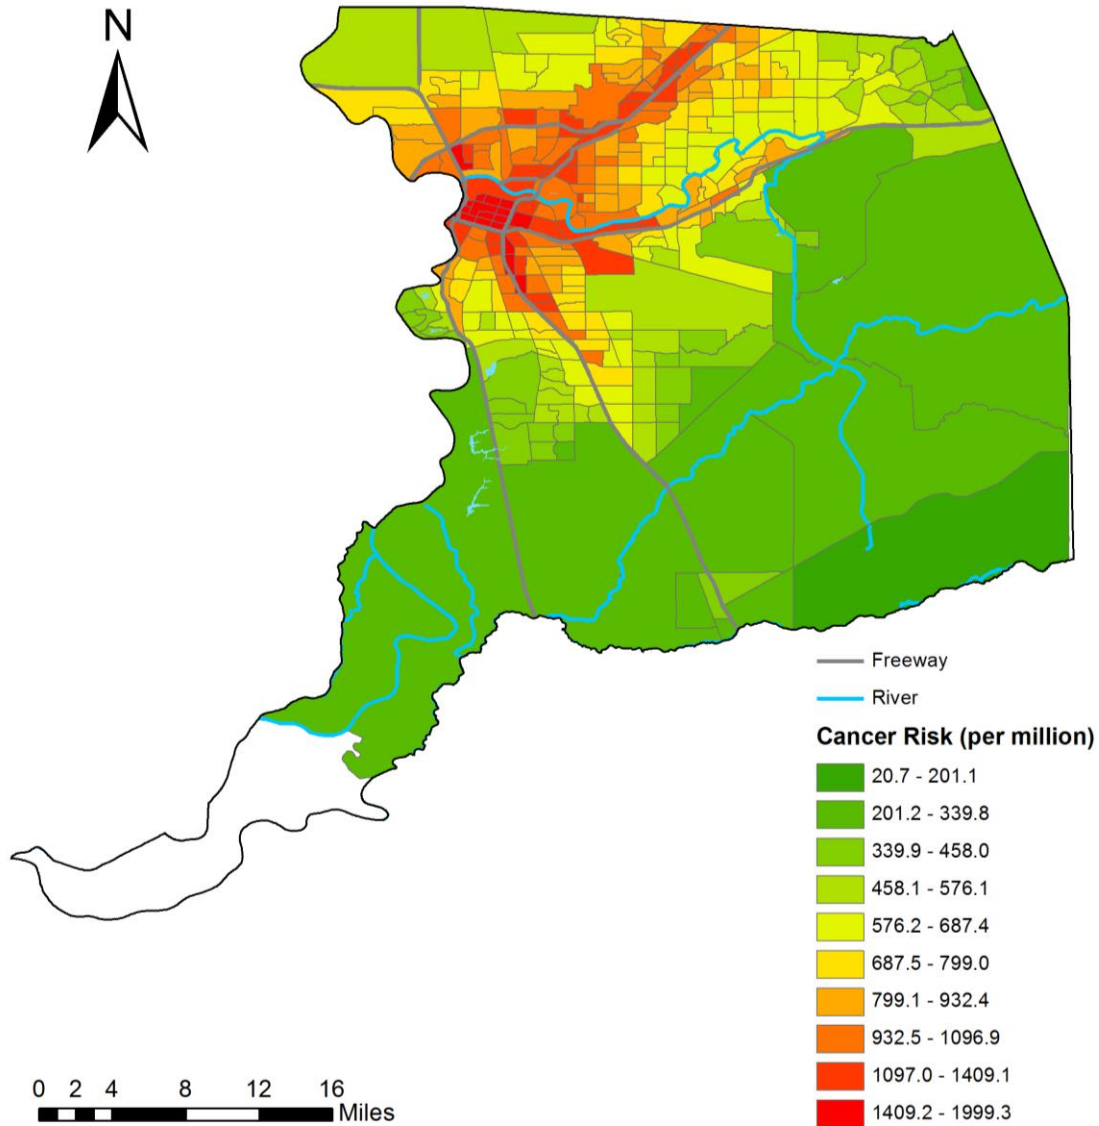 N
Freeway
River
Cancer Risk (per million)
20.7 - 201.1
201.2 - 339.8
339.9 - 458.0
458.1 - 576.1
576.2 - 687.4
687.5 - 799.0
799.1 - 932.4
932.5 - 1096.9
1097.0 - 1409.1
1409.2 - 1999.3
0 2 4 8 12 16
Miles